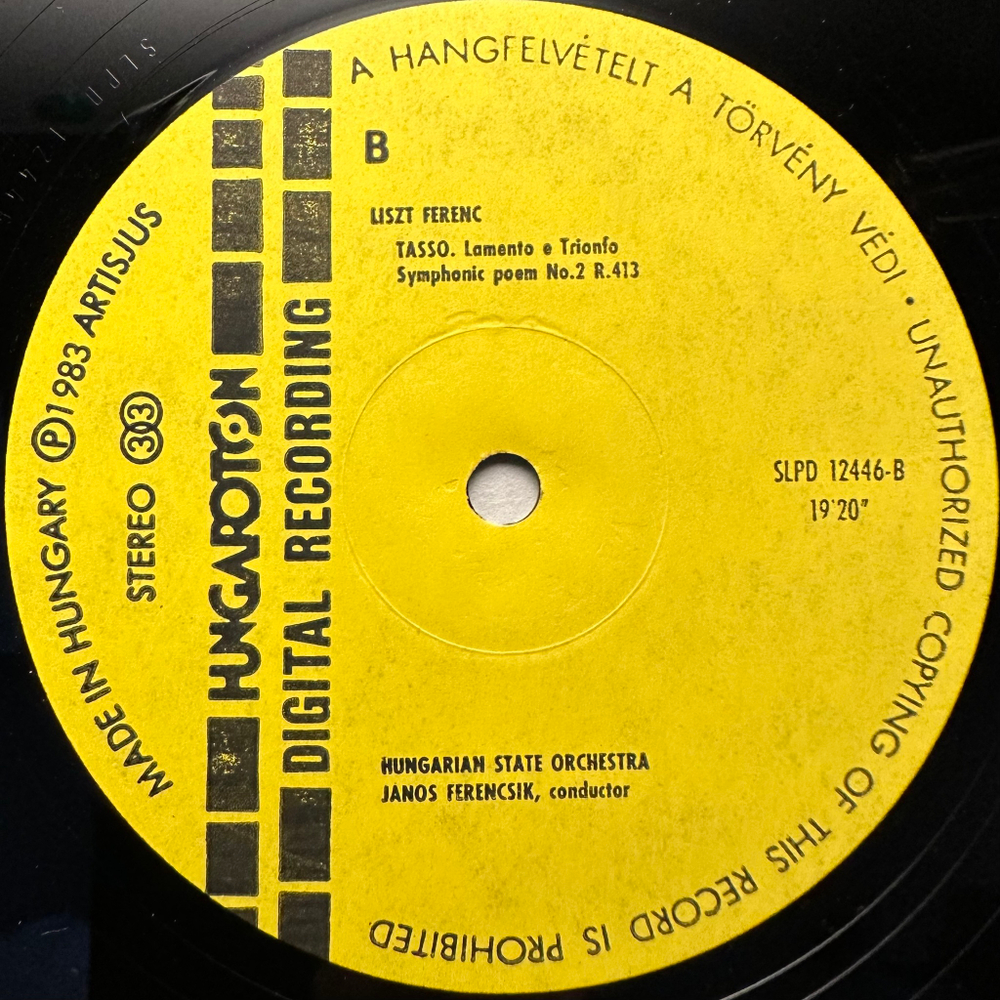 A HANGFELVÉTELT A TÖRVÉNY VÉDI • UNAUTHORIZED COPYING OF THIS RECORD IS PROHIBITED
B
LISZT FERENC
TASSO. Lamento e Trionfo
Symphonic poem No.2 R.413
SLPD 12446-B
19'20"
HUNGARIAN STATE ORCHESTRA
JANOS FERENCSIK, conductor
MADE IN HUNGARY Ⓟ1983 ARTISJUS
STEREO 33
HUNGAROTON
DIGITAL RECORDING
SLPD